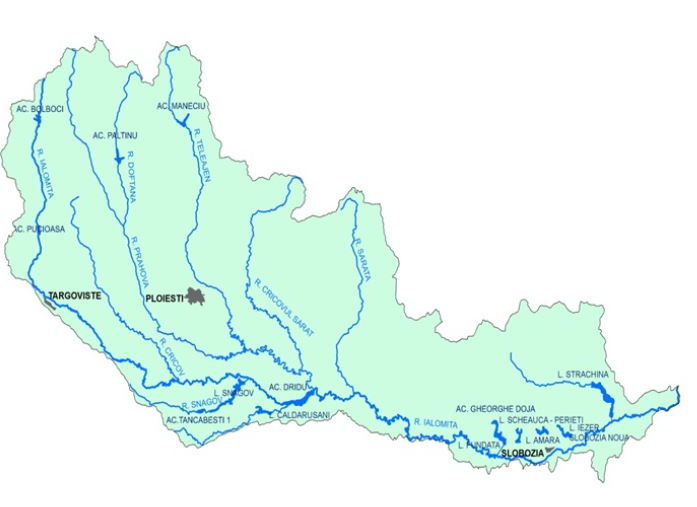 AC. BOLBOCI
AC. MANECIU
AC. PALTINU
R. IALOMITA
R. DOFTANA
R. TELEAJEN
AC. PUCIOASA
R. PRAHOVA
R. SARATA
TARGOVISTE
PLOIESTI
R. CRICOVUL SARAT
R. CRICOV
L. STRACHINA
AC. DRIDU
L. SNAGOV
R. SNAGOV
AC.TANCABESTI 1
L. CALDARUSANI
AC. GHEORGHE DOJA
R. IALOMITA
L. SCHEAUCA - PERIETI
L. IEZER
L. FUNDATA
L. AMARA
SLOBOZIA NOUA
SLOBOZIA